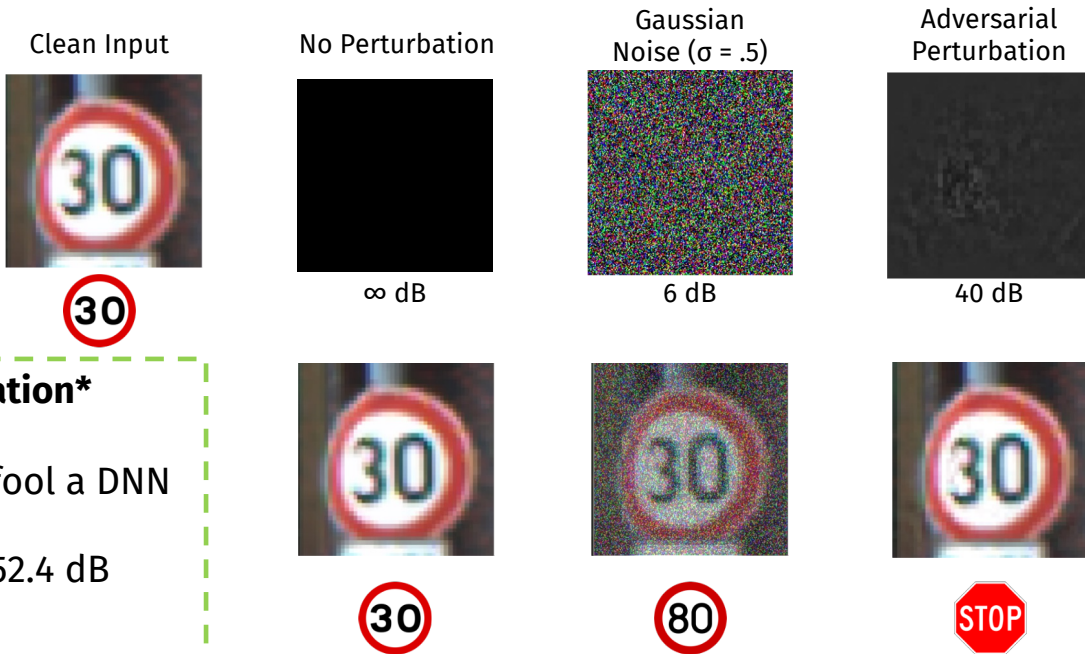 Clean Input
No Perturbation
Gaussian
Noise (σ = .5)
Adversarial
Perturbation
30
∞ dB
6 dB
40 dB
30
ation*
fool a DNN
52.4 dB
30
30
30
30
80
STOP